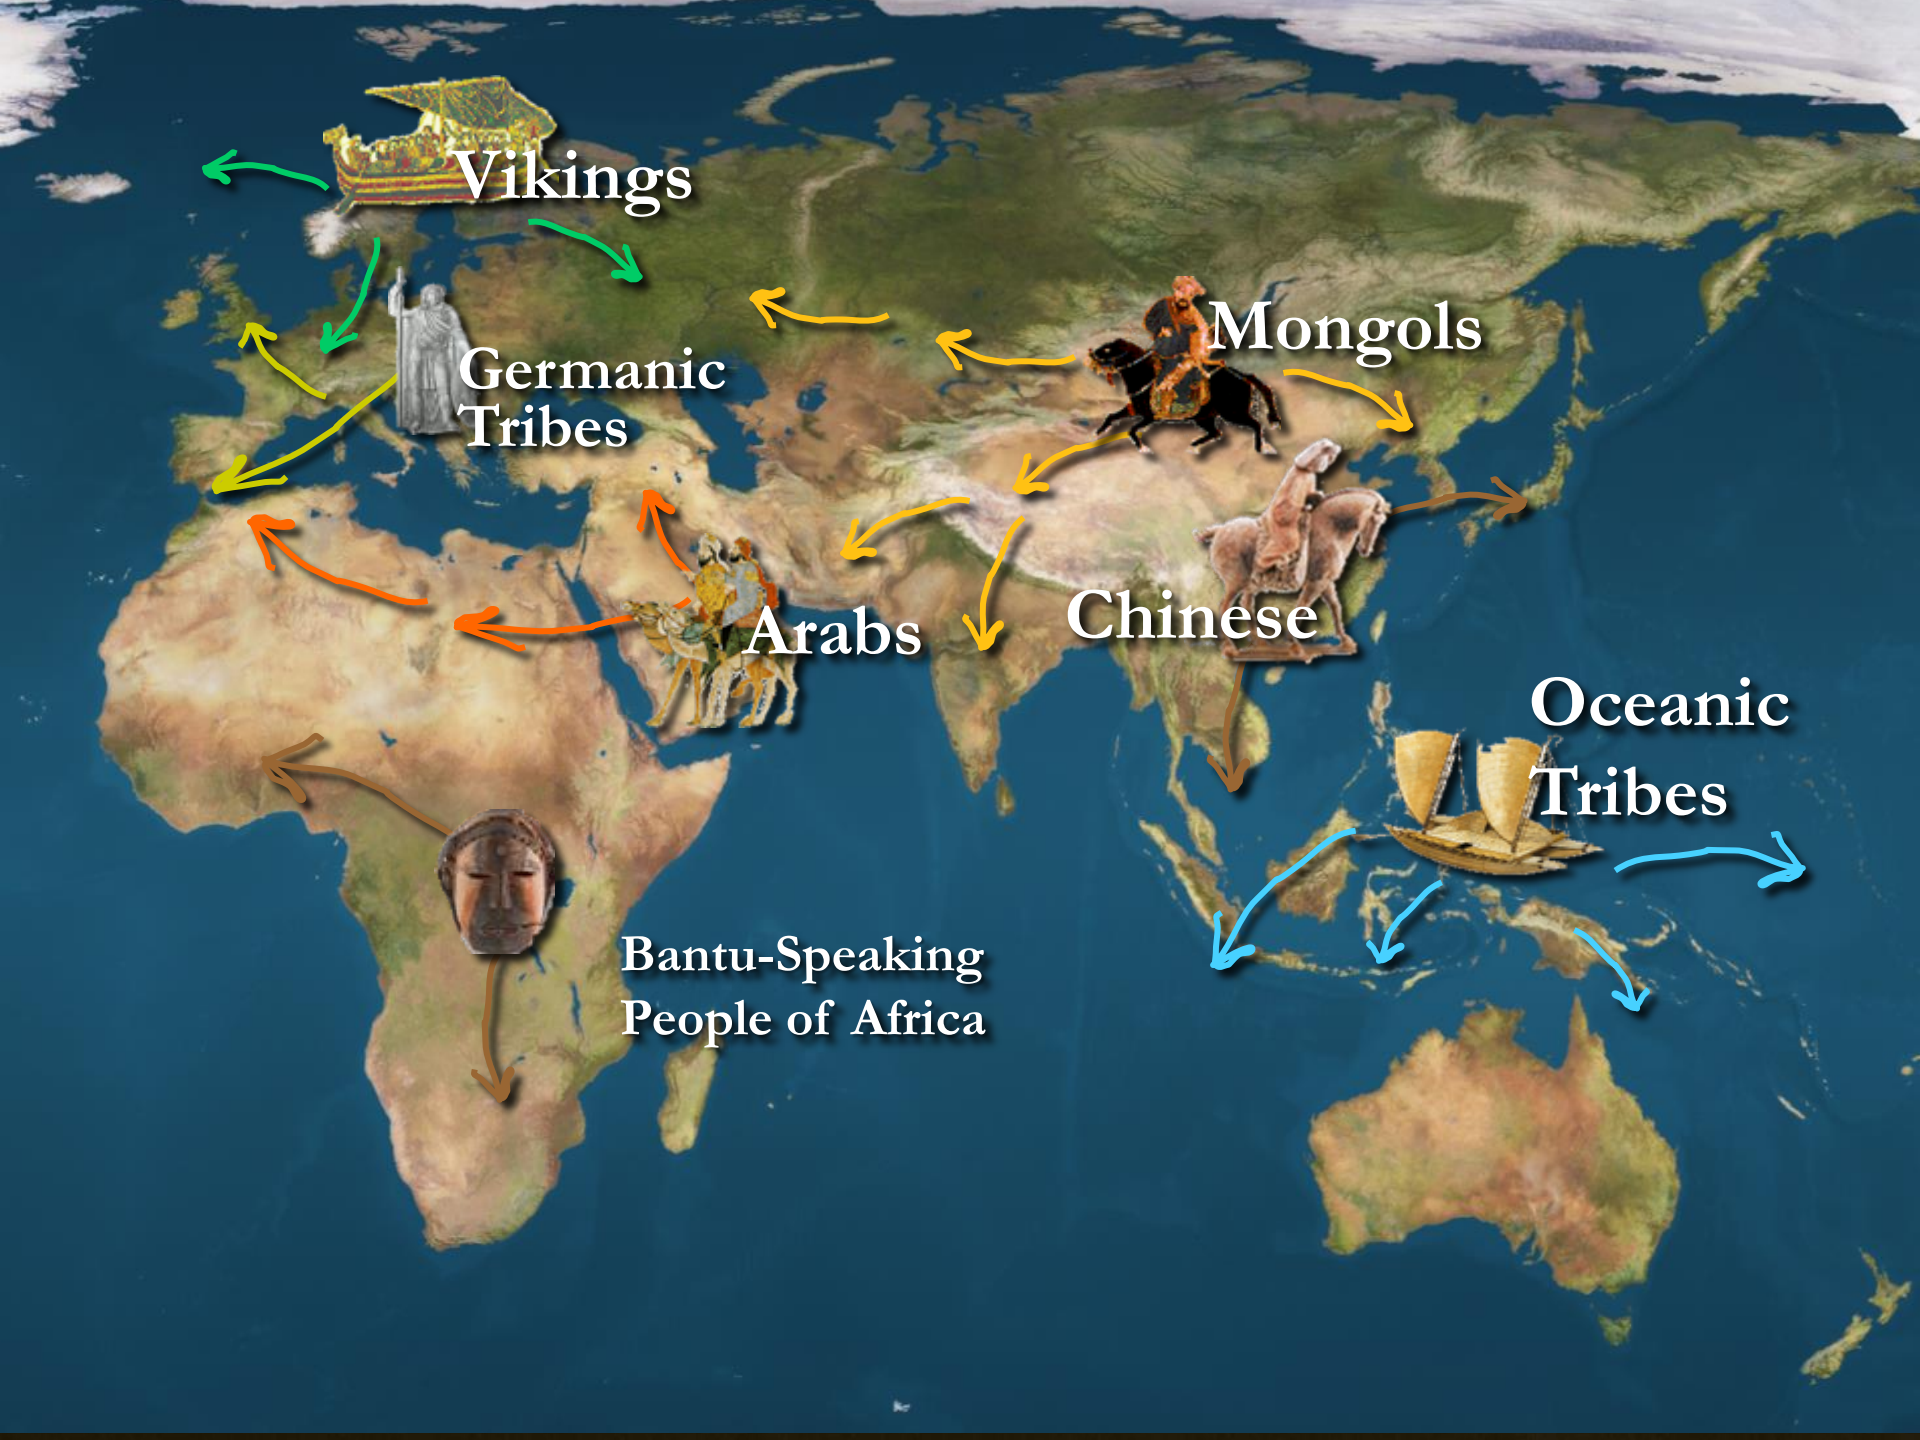 Vikings
Germanic
Tribes
Mongols
Arabs
Chinese
Oceanic
Tribes
Bantu-Speaking
People of Africa